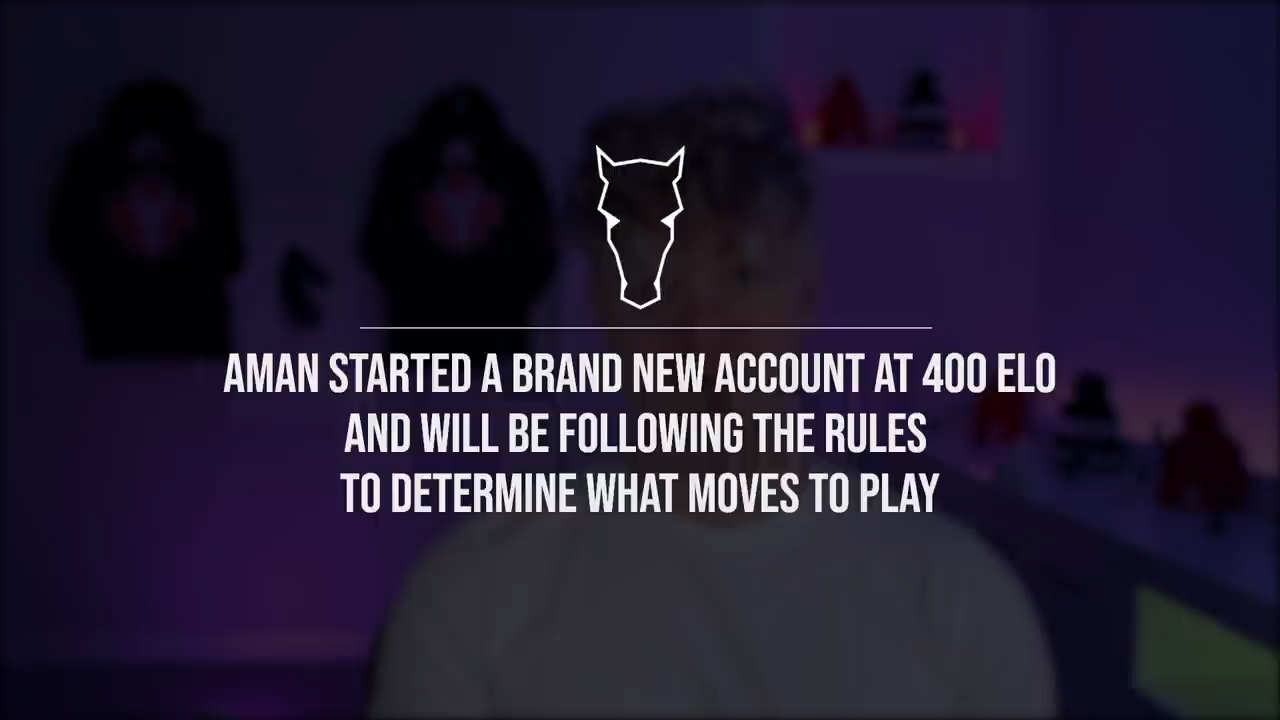 AMAN STARTED A BRAND NEW ACCOUNT AT 400 ELO
AND WILL BE FOLLOWING THE RULES
TO DETERMINE WHAT MOVES TO PLAY